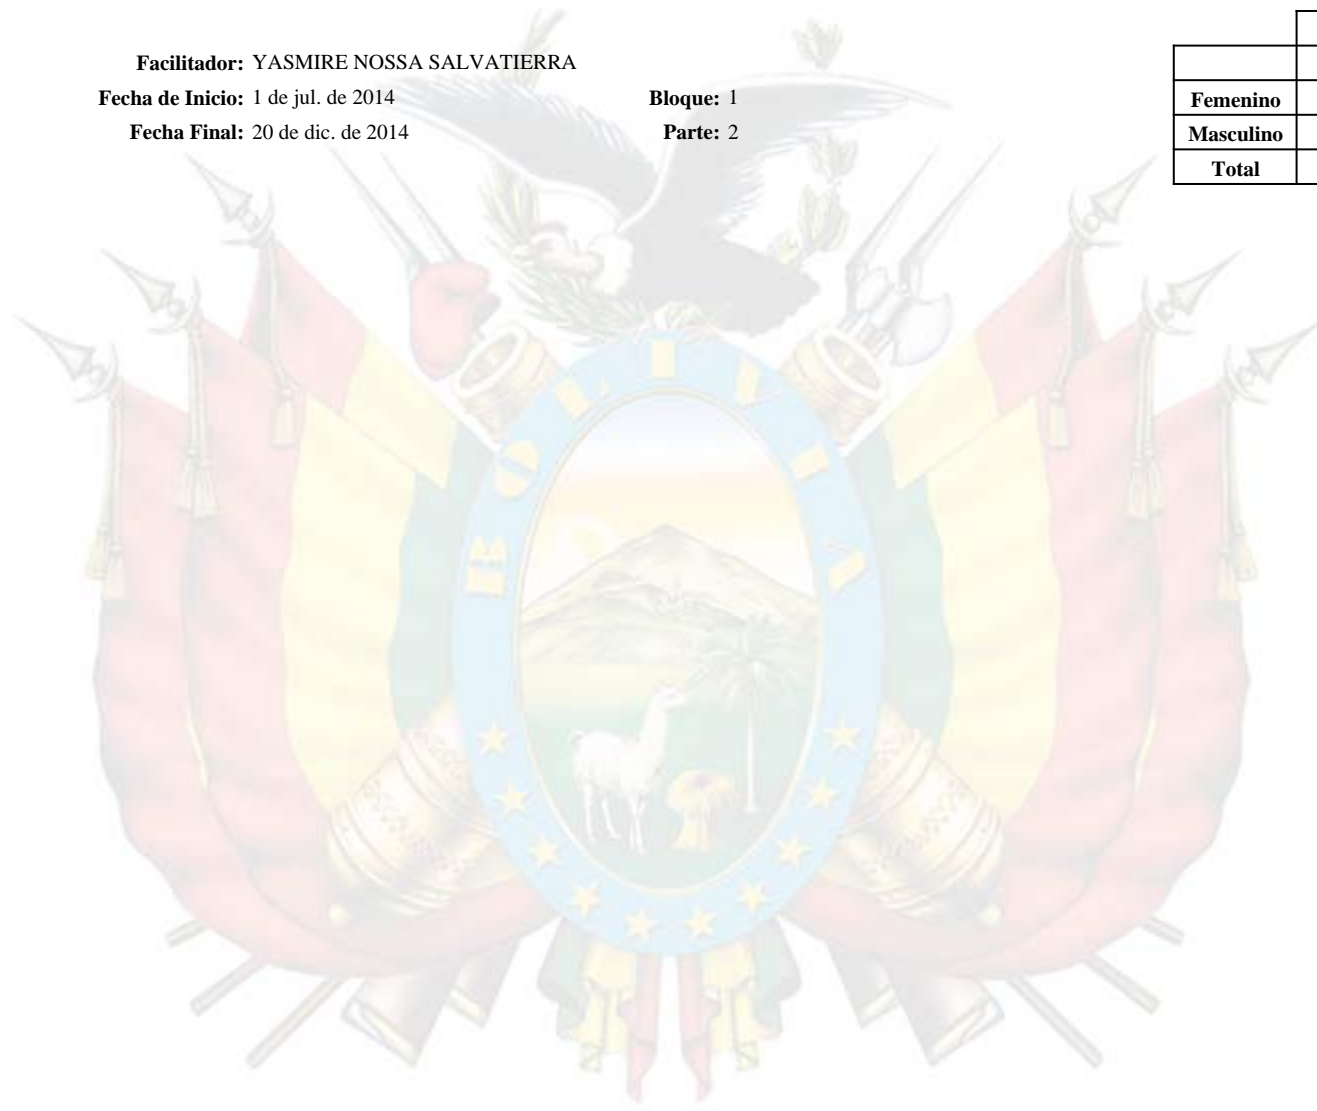 Facilitador: YASMIRE NOSSA SALVATIERRA
Fecha de Inicio: 1 de jul. de 2014 Bloque: 1
Fecha Final: 20 de dic. de 2014 Parte: 2
Femenino
Masculino
Total
BOLIVIA